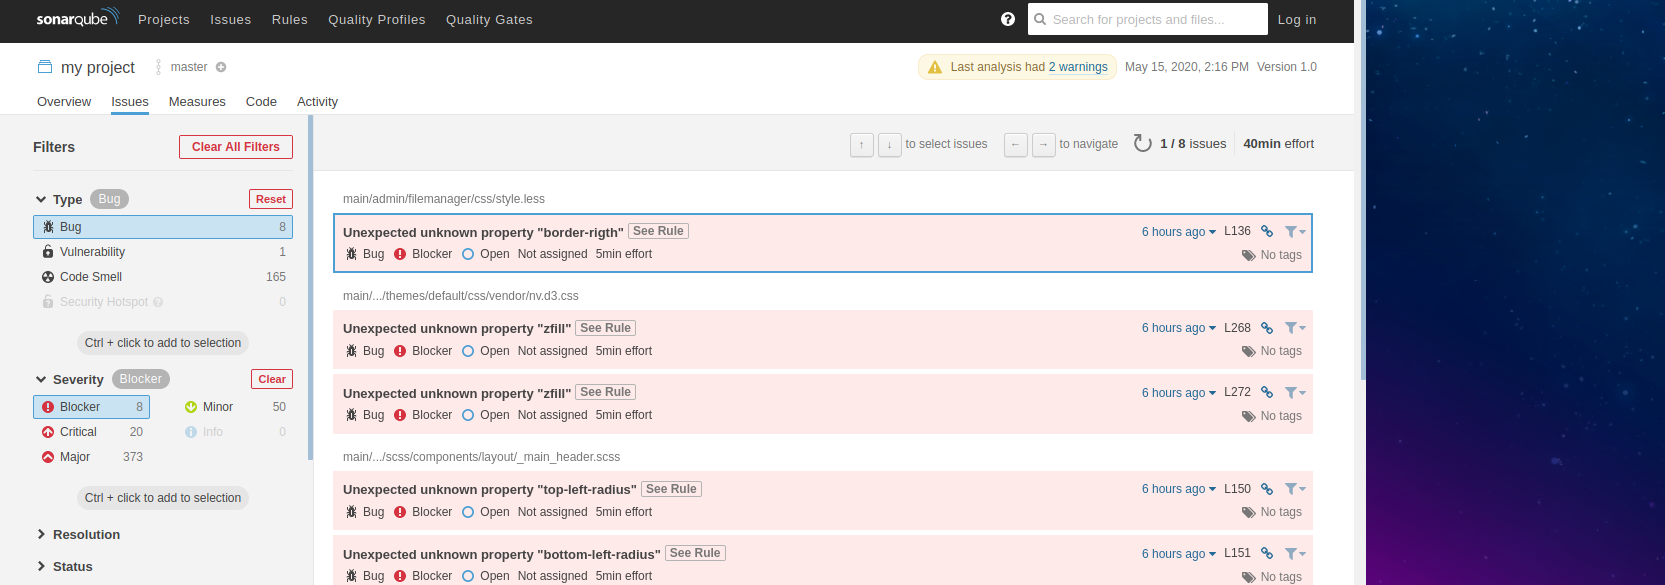 sonarqube Projects Issues Rules Quality Profiles Quality Gates ? Search for projects and files... Log in
my project master Last analysis had 2 warnings May 15, 2020, 2:16 PM Version 1.0
Overview Issues Measures Code Activity
Filters Clear All Filters
↑ ↓ to select issues ← → to navigate 1 / 8 issues 40min effort
Type Bug Reset
Bug 8
Vulnerability 1
Code Smell 165
Security Hotspot ? 0
Ctrl + click to add to selection
Severity Blocker Clear
Blocker 8 Minor 50
Critical 20 Info 0
Major 373
Ctrl + click to add to selection
Resolution
Status
main/admin/filemanager/css/style.less
Unexpected unknown property "border-rigth" See Rule 6 hours ago L136
Bug Blocker Open Not assigned 5min effort No tags
main/.../themes/default/css/vendor/nv.d3.css
Unexpected unknown property "zfill" See Rule 6 hours ago L268
Bug Blocker Open Not assigned 5min effort No tags
Unexpected unknown property "zfill" See Rule 6 hours ago L272
Bug Blocker Open Not assigned 5min effort No tags
main/.../scss/components/layout/_main_header.scss
Unexpected unknown property "top-left-radius" See Rule 6 hours ago L150
Bug Blocker Open Not assigned 5min effort No tags
Unexpected unknown property "bottom-left-radius" See Rule 6 hours ago L151
Bug Blocker Open Not assigned 5min effort No tags